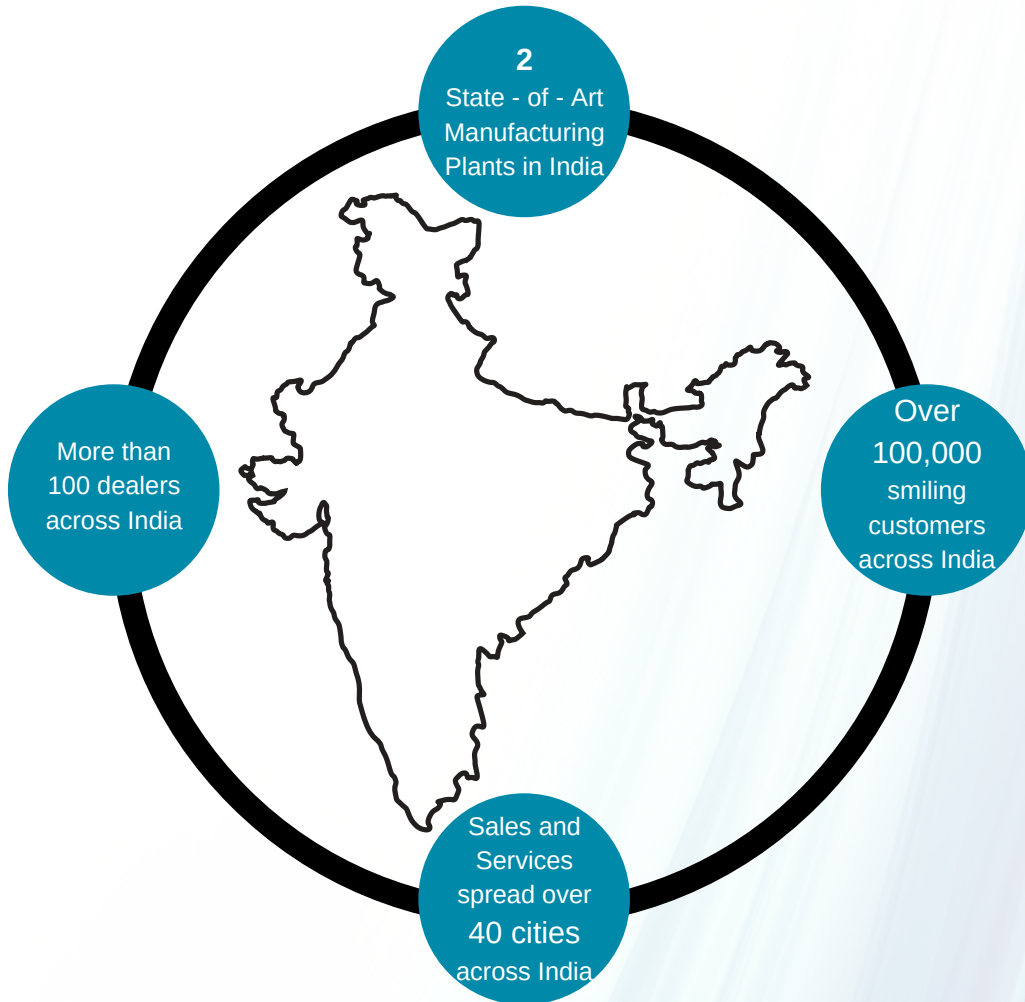 2
State - of - Art
Manufacturing
Plants in India
More than
100 dealers
across India
Over
100,000
smiling
customers
across India
Sales and
Services
spread over
40 cities
across India